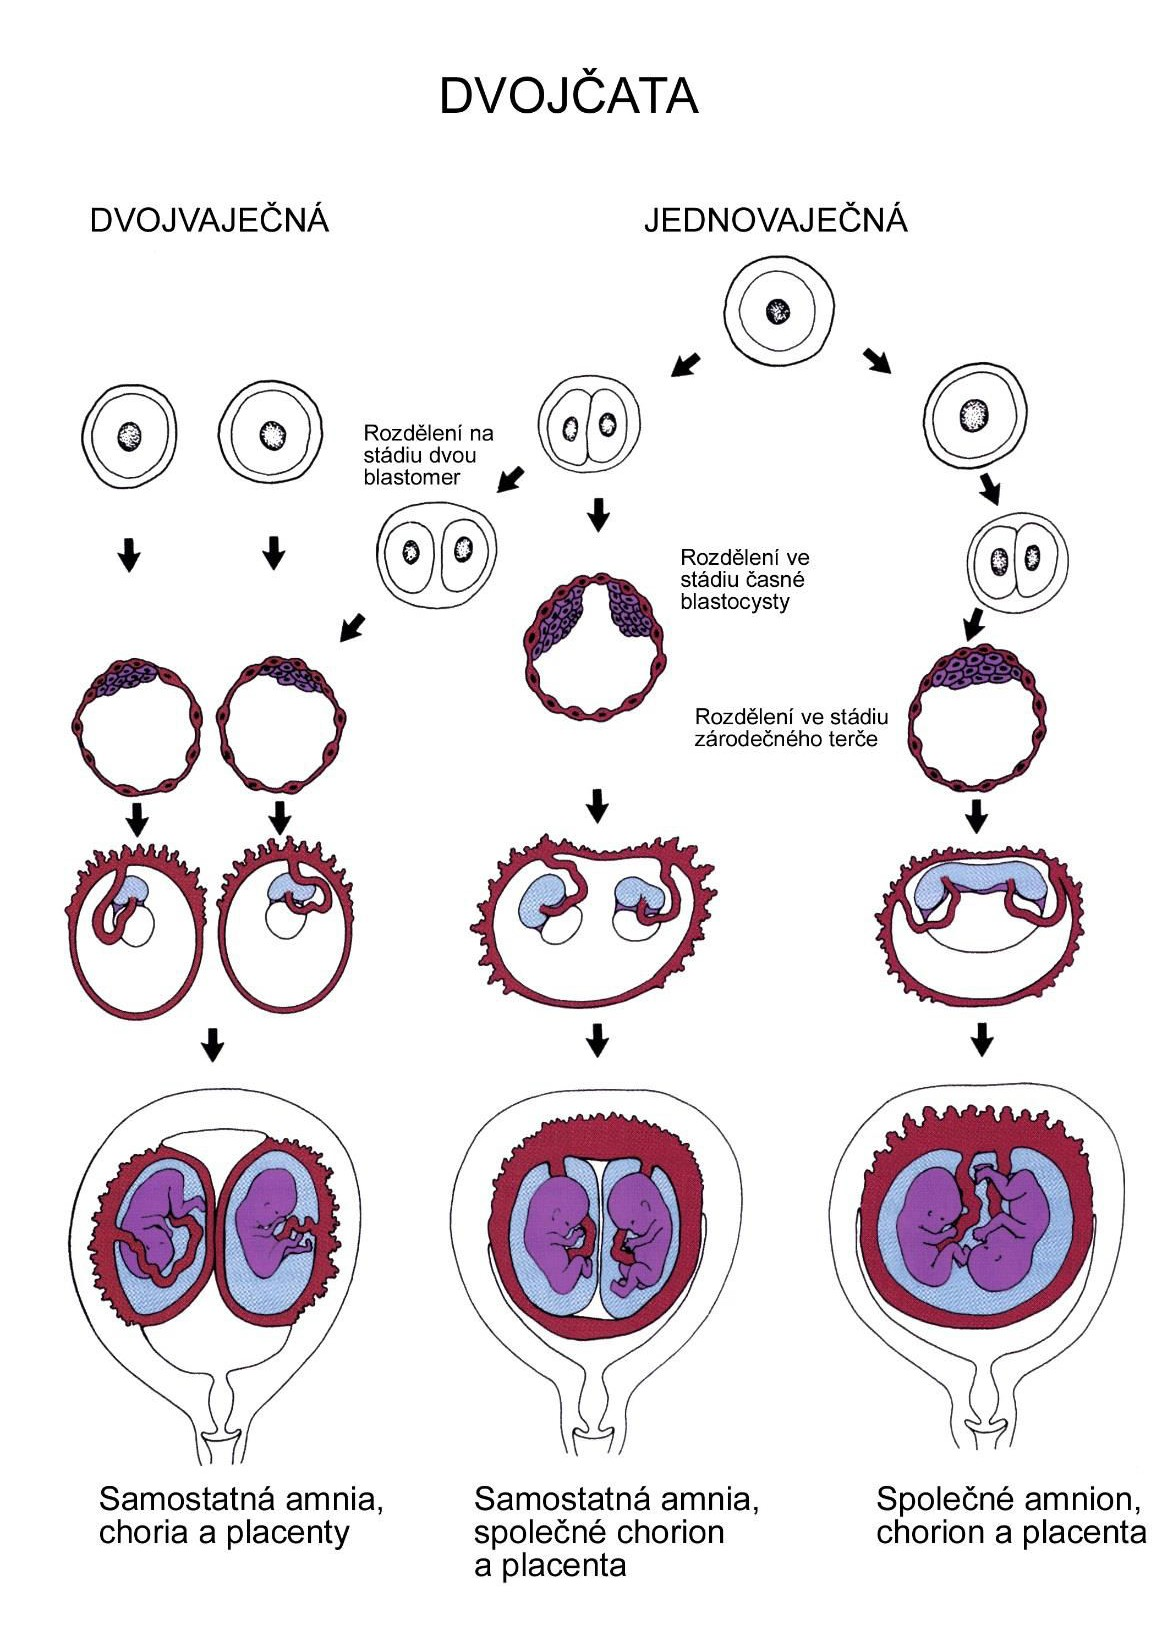 DVOJČATA
DVOJVAJEČNÁ
JEDNOVAJEČNÁ
Rozdělení na
stádiu dvou
blastomer
Rozdělení ve
stádiu časné
blastocysty
Rozdělení ve stádiu
zárodečného terče
Samostatná amnia,
choria a placenty
Samostatná amnia,
společné chorion
a placenta
Společné amnion,
chorion a placenta